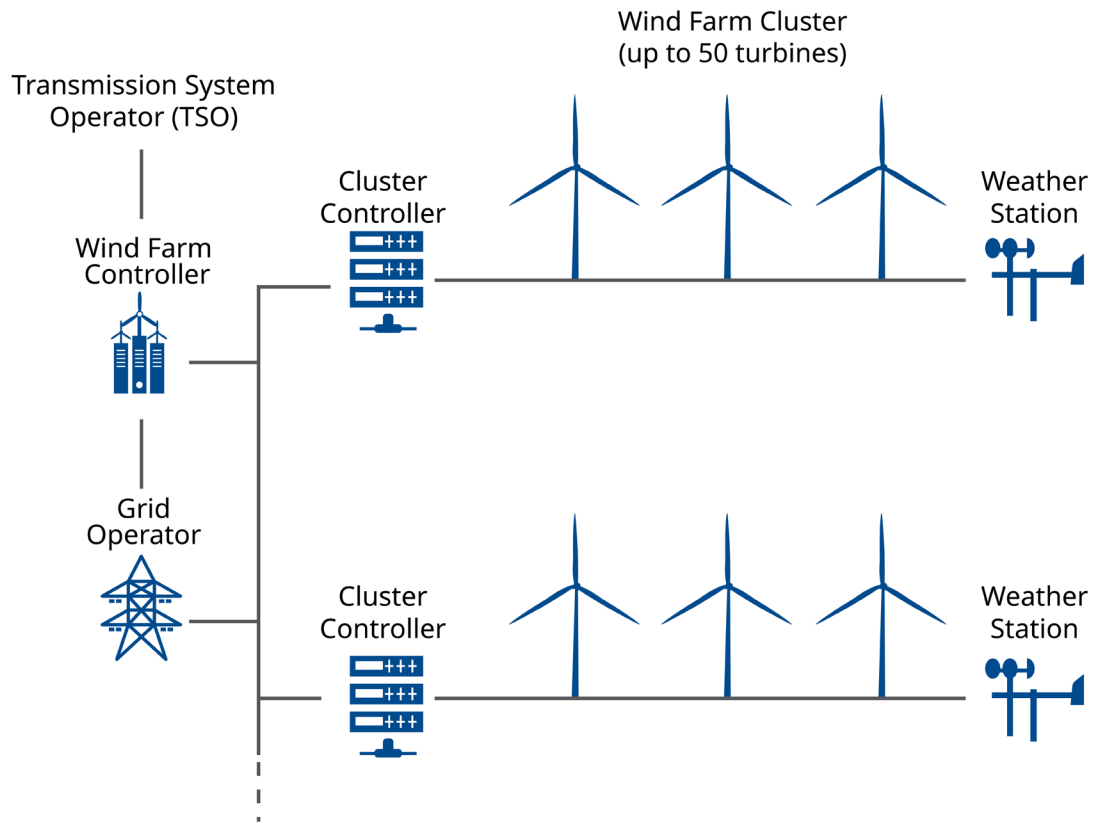 Wind Farm Cluster
(up to 50 turbines)
Transmission System
Operator (TSO)
Cluster
Controller
Weather
Station
Wind Farm
Controller
Grid
Operator
Cluster
Controller
Weather
Station